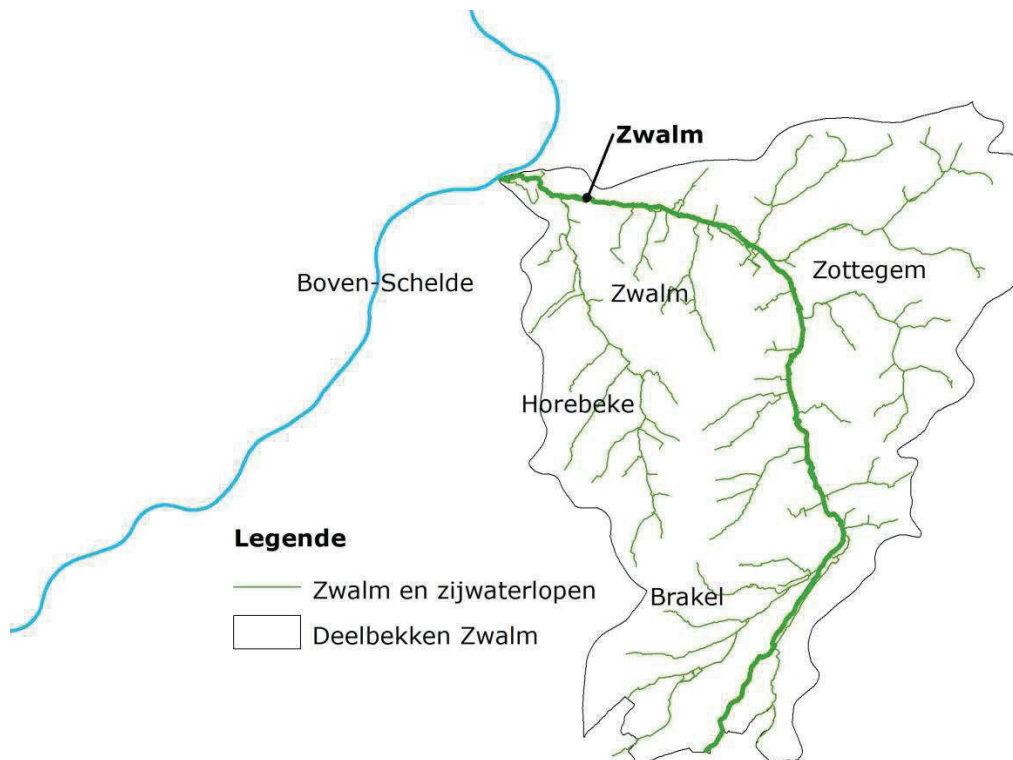 Zwalm
Zottegem
Boven-Schelde
Zwalm
Horebeke
Legende
Zwalm en zijwaterlopen
Brakel
Deelbekken Zwalm